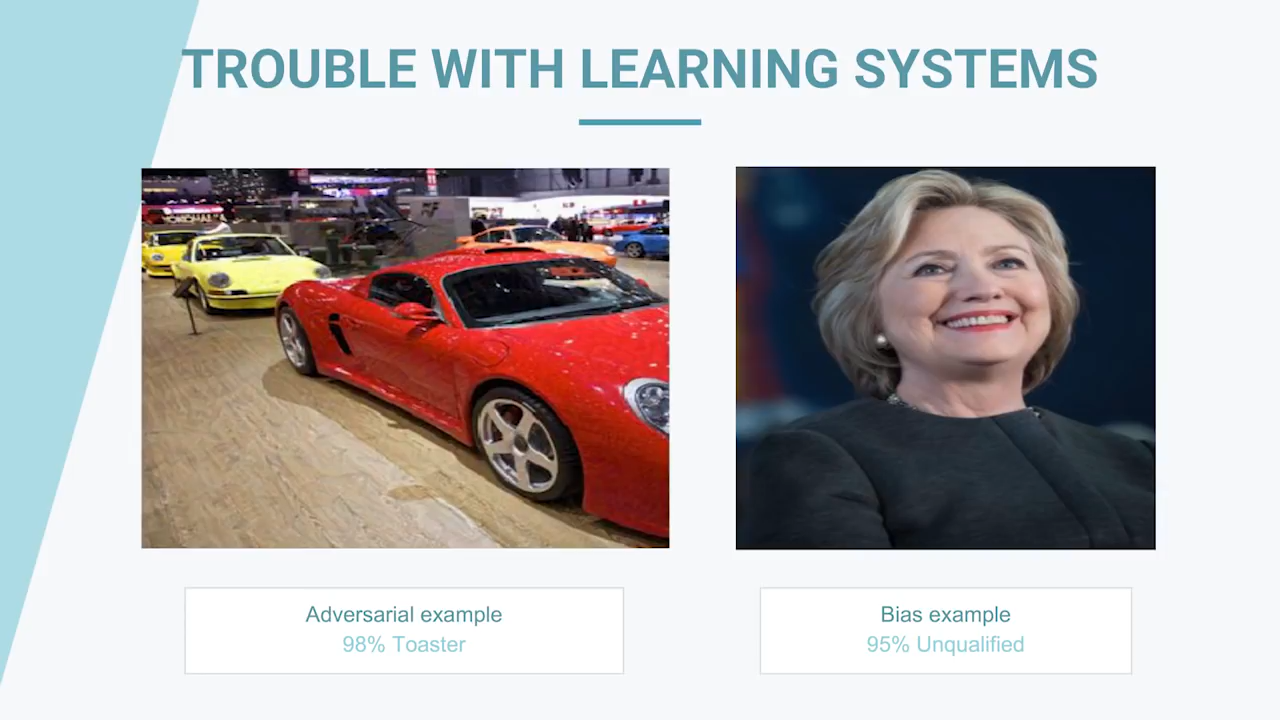 TROUBLE WITH LEARNING SYSTEMS
Adversarial example
98% Toaster
Bias example
95% Unqualified